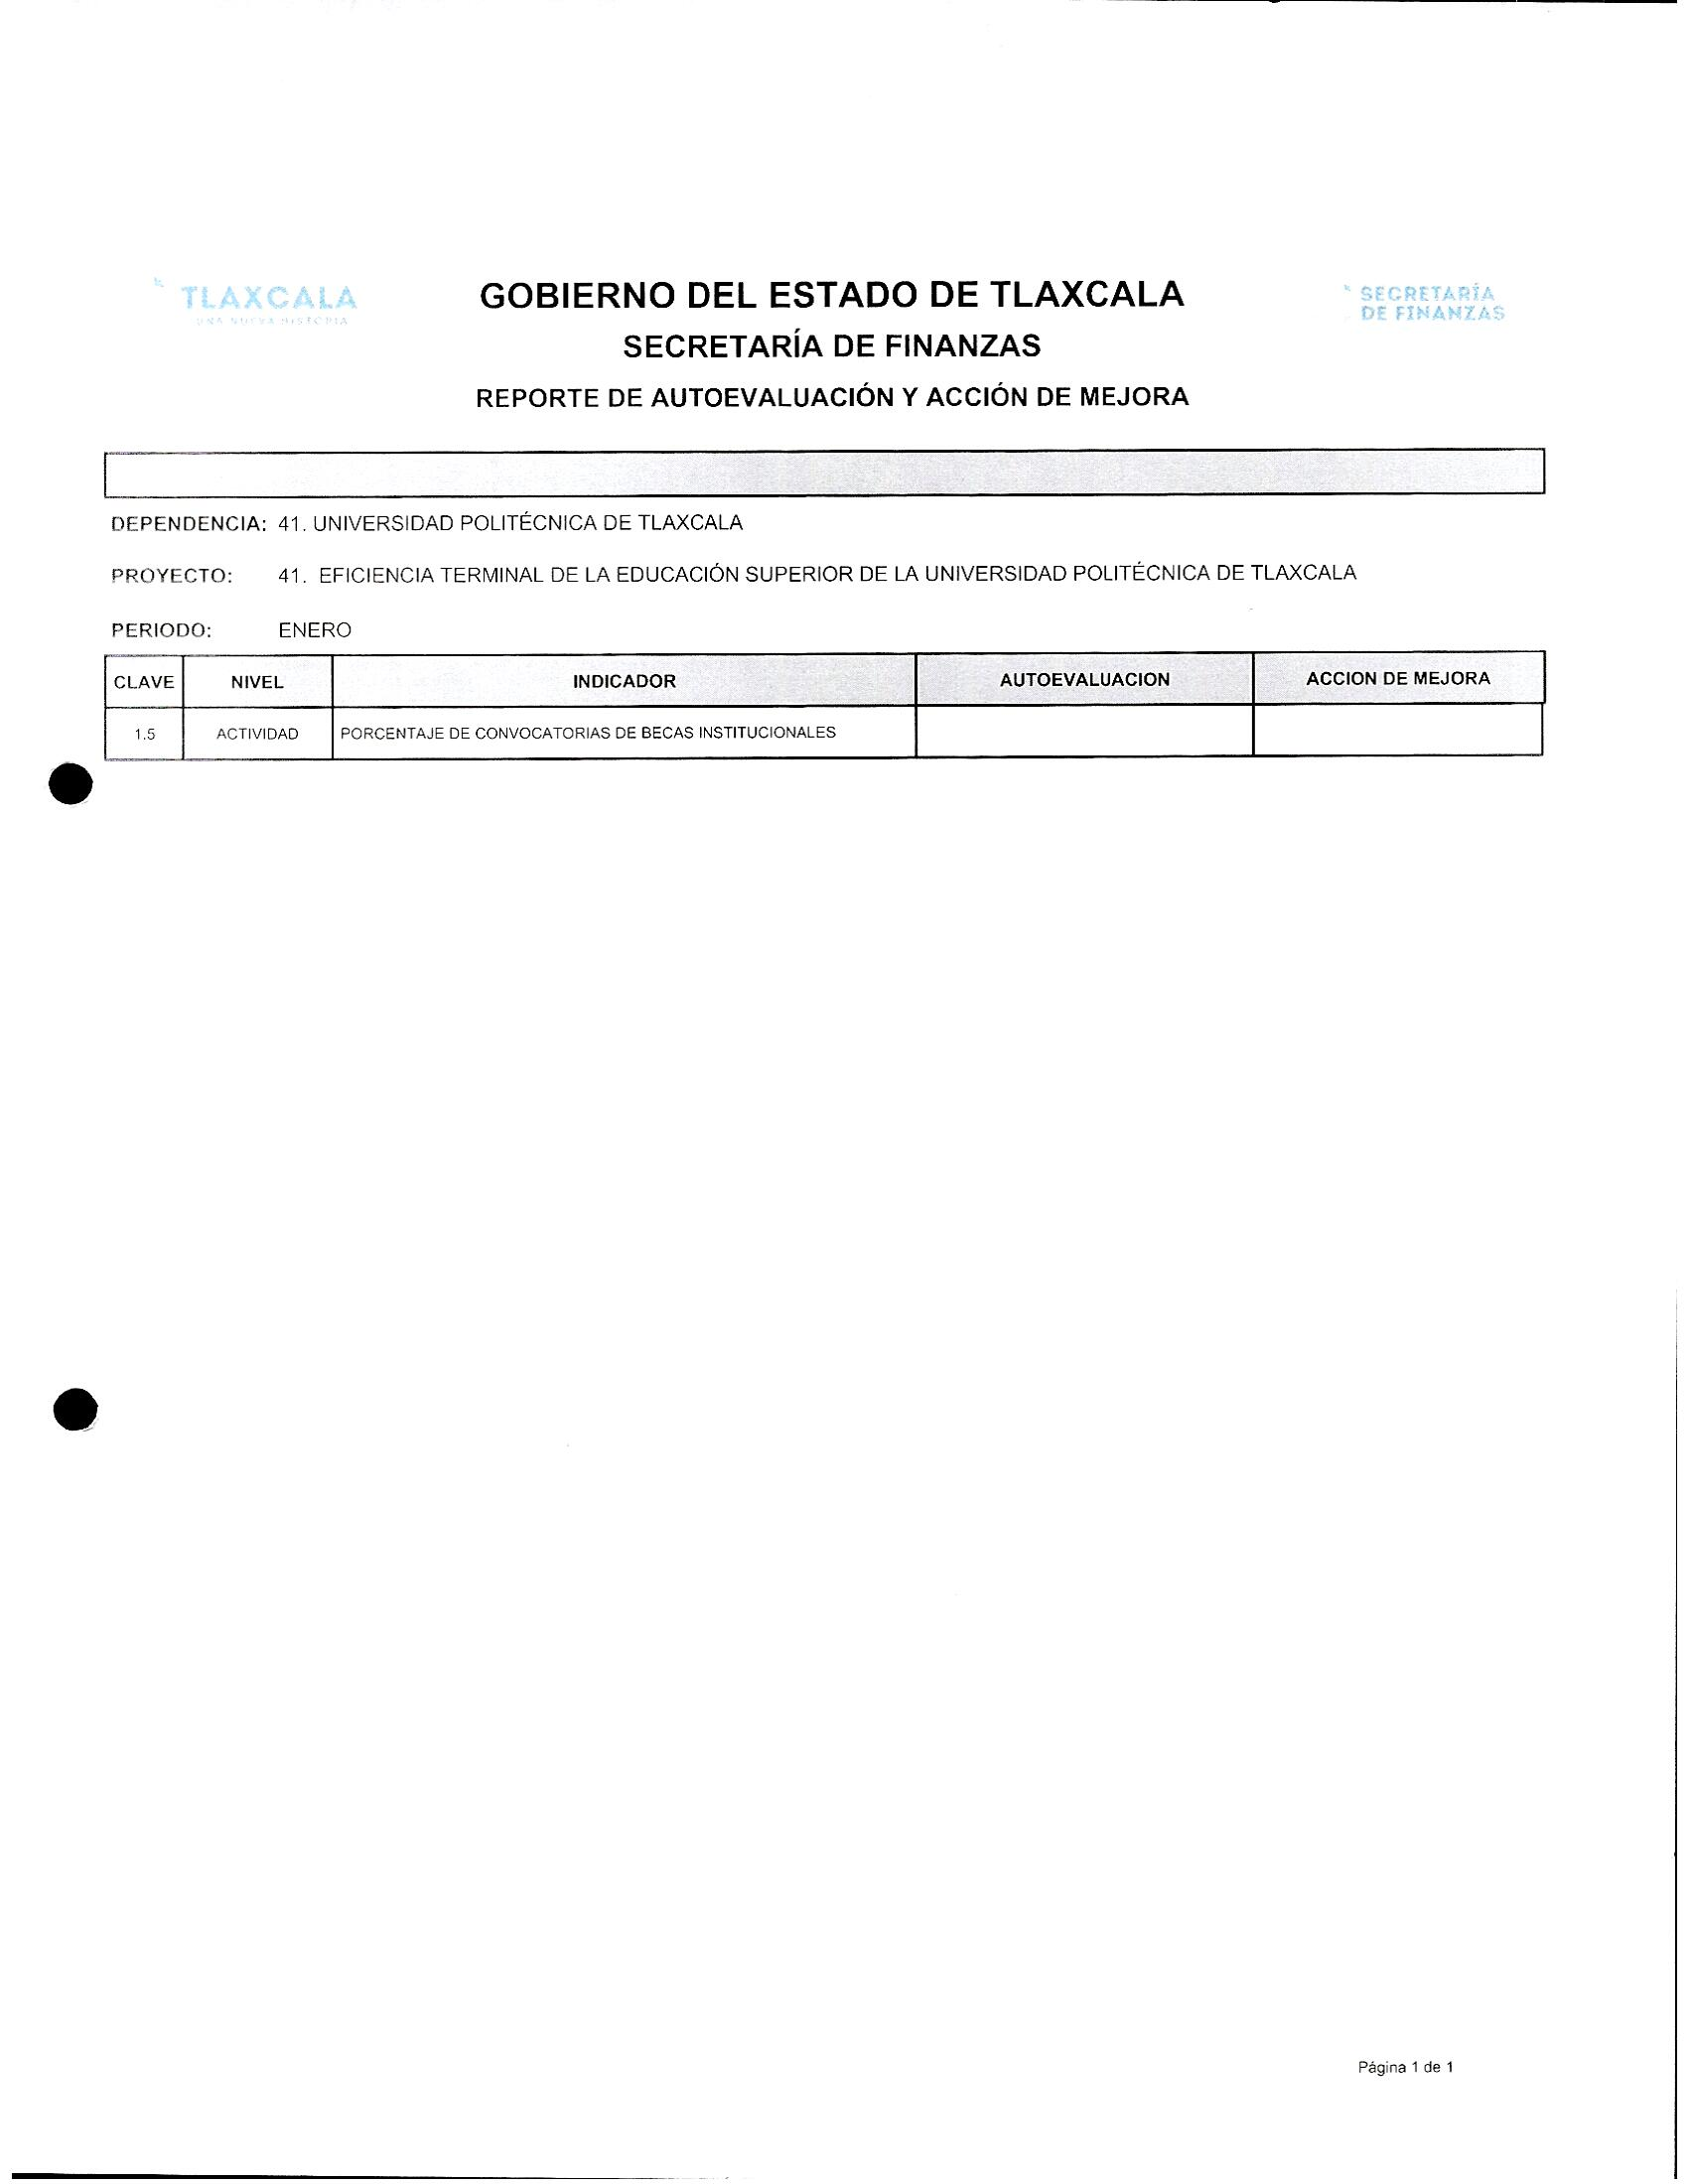 TLAXCALA
UNA NUEVA HISTORIA
GOBIERNO DEL ESTADO DE TLAXCALA
SECRETARÍA DE FINANZAS
SECRETARÍA
DE FINANZAS
REPORTE DE AUTOEVALUACIÓN Y ACCIÓN DE MEJORA
DEPENDENCIA: 41. UNIVERSIDAD POLITÉCNICA DE TLAXCALA
PROYECTO: 41. EFICIENCIA TERMINAL DE LA EDUCACIÓN SUPERIOR DE LA UNIVERSIDAD POLITÉCNICA DE TLAXCALA
PERIODO: ENERO
CLAVE NIVEL INDICADOR AUTOEVALUACION ACCION DE MEJORA
1.5 ACTIVIDAD PORCENTAJE DE CONVOCATORIAS DE BECAS INSTITUCIONALES
Página 1 de 1